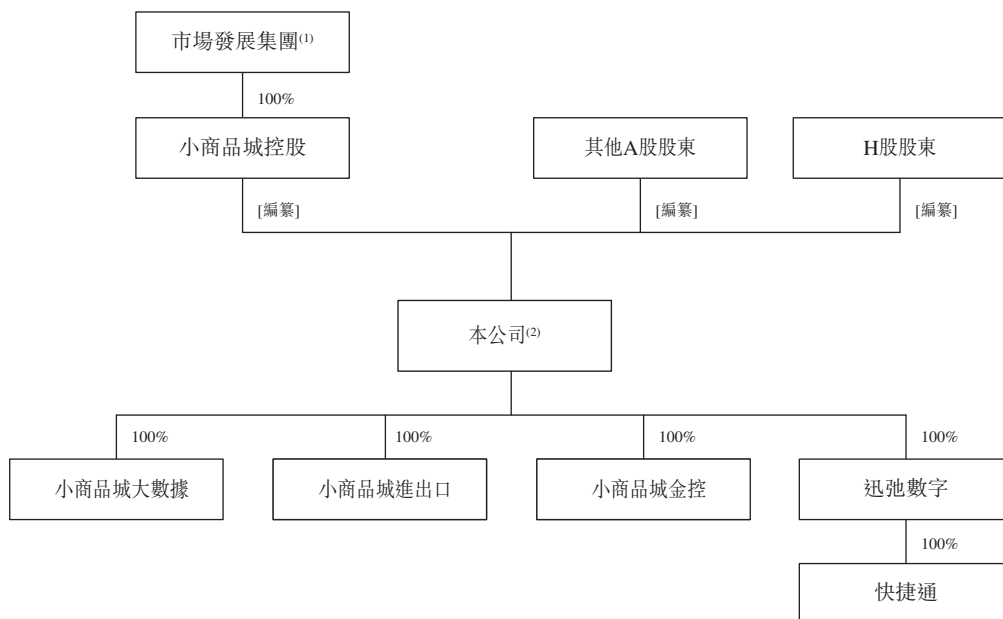 市場發展集團(1)
100%
小商品城控股
其他A股股東
H股股東
[編纂]
[編纂]
[編纂]
本公司(2)
100%
100%
100%
100%
小商品城大數據
小商品城進出口
小商品城金控
迅弛數字
100%
快捷通